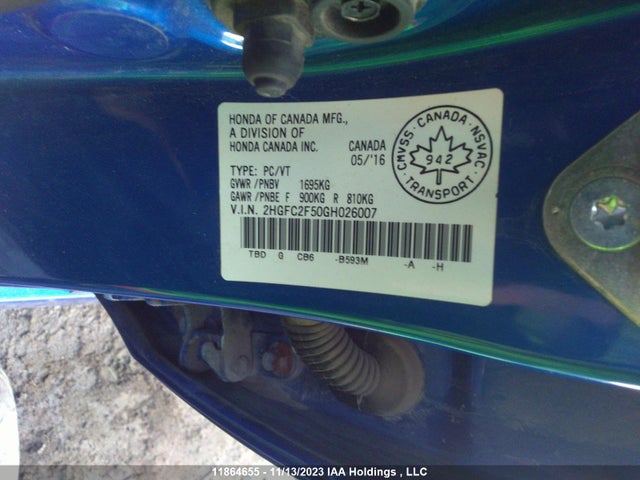 HONDA OF CANADA MFG.,
A DIVISION OF
HONDA CANADA INC. CANADA
05/'16
TYPE: PC/VT
GVWR /PNBV 1695KG
GAWR /PNBE F 900KG R 810KG
V.I.N. 2HGFC2F50GH026007
TBD G CB6 -B593M -A -H
CMVSS · CANADA · NSVAC
942
TRANSPORT
11864655 - 11/13/2023 IAA Holdings , LLC